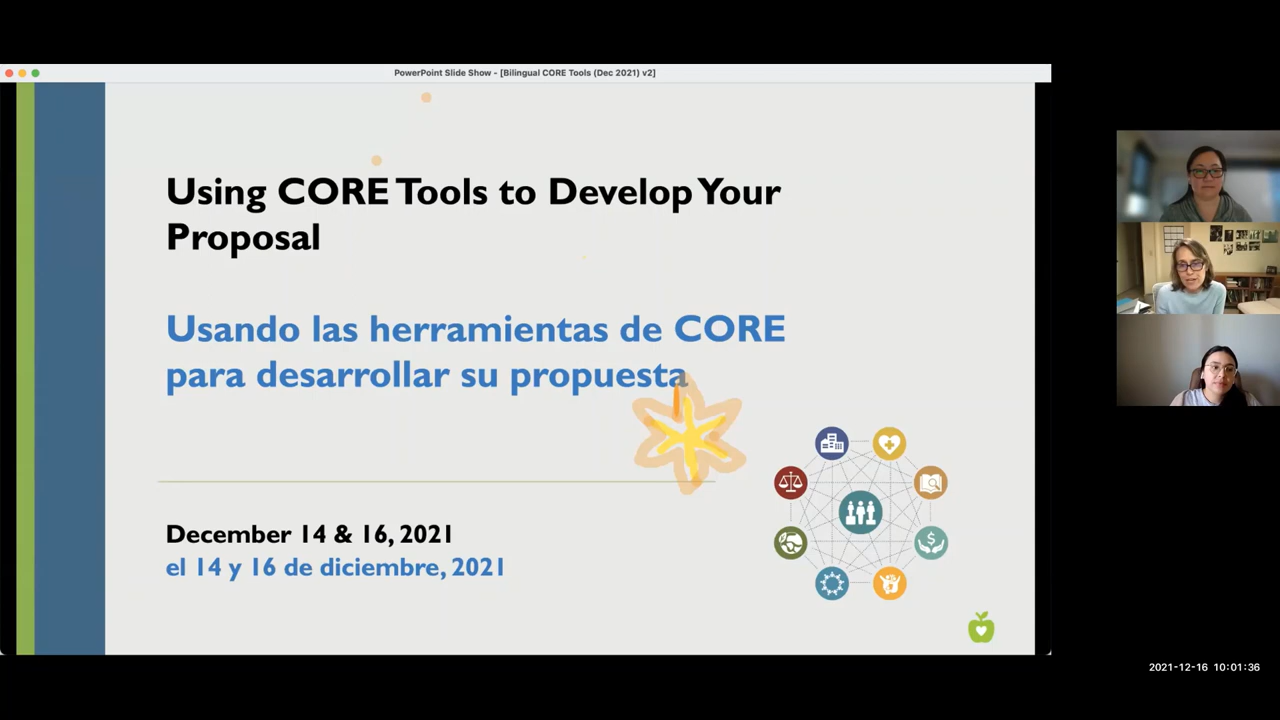 PowerPoint Slide Show - [Bilingual CORE Tools (Dec 2021) v2]
Using CORE Tools to Develop Your
Proposal
Usando las herramientas de CORE
para desarrollar su propuesta
December 14 & 16, 2021
el 14 y 16 de diciembre, 2021
$
2021-12-16 10:01:36